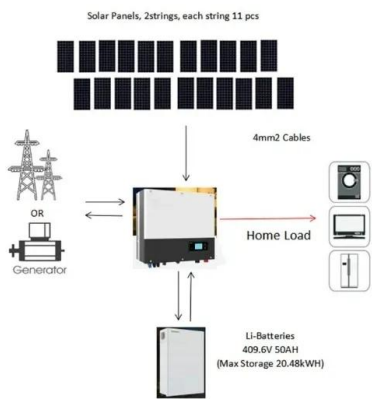 Solar Panels, 2strings, each string 11 pcs
4mm2 Cables
OR
Generator
Home Load
Li-Batteries
409.6V 50AH
(Max Storage 20.48kWH)